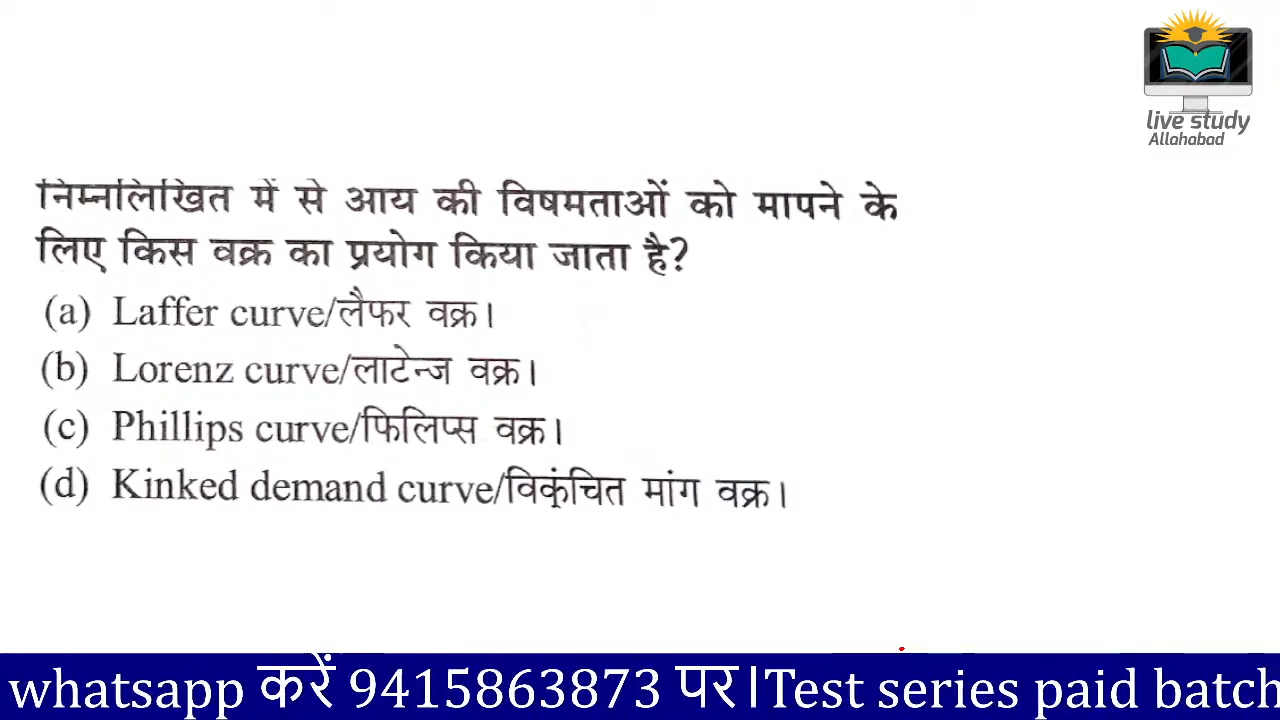 live study
Allahabad
निम्नलिखित में से आय की विषमताओं को मापने के
लिए किस वक्र का प्रयोग किया जाता है?
(a) Laffer curve/लैफर वक्र।
(b) Lorenz curve/लाटेन्ज वक्र।
(c) Phillips curve/फिलिप्स वक्र।
(d) Kinked demand curve/विकुंचित मांग वक्र।
whatsapp करें 9415863873 पर।Test series paid batch